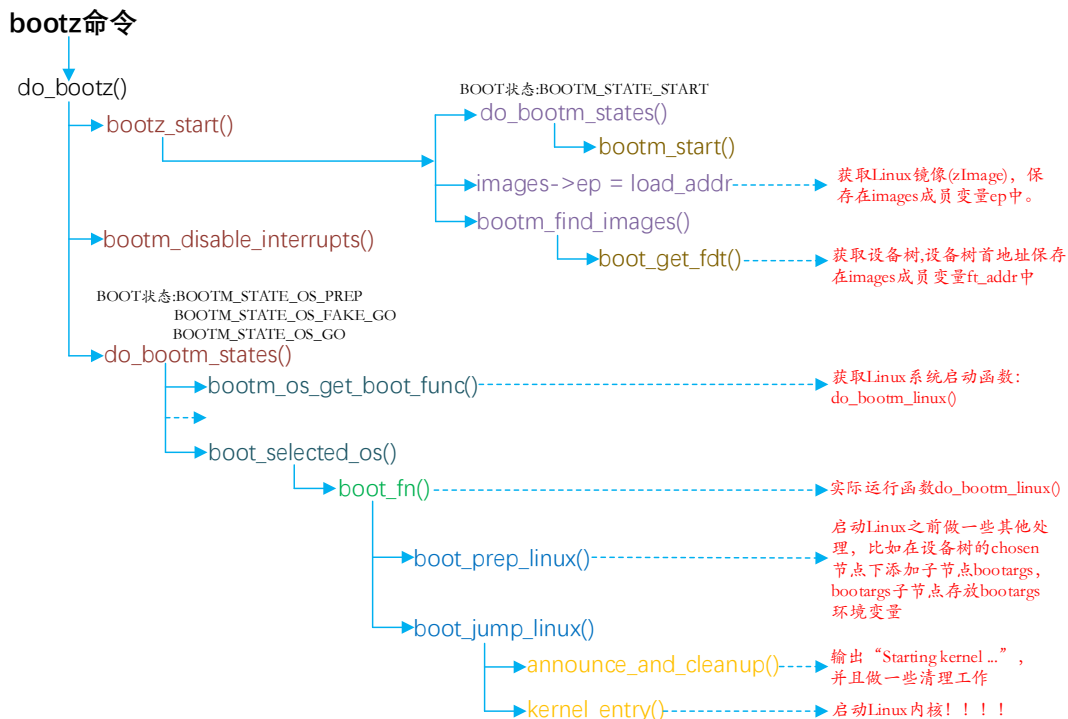 bootz命令
do_bootz()
bootz_start()
BOOT状态:BOOTM_STATE_START
do_bootm_states()
bootm_start()
images->ep = load_addr
获取Linux镜像(zImage)，保
存在images成员变量ep中。
bootm_find_images()
boot_get_fdt()
获取设备树,设备树首地址保存
在images成员变量ft_addr中
bootm_disable_interrupts()
BOOT状态:BOOTM_STATE_OS_PREP
BOOTM_STATE_OS_FAKE_GO
BOOTM_STATE_OS_GO
do_bootm_states()
bootm_os_get_boot_func()
获取Linux系统启动函数：
do_bootm_linux()
boot_selected_os()
boot_fn()
实际运行函数do_bootm_linux()
boot_prep_linux()
启动Linux之前做一些其他处
理，比如在设备树的chosen
节点下添加子节点bootargs，
bootargs子节点存放bootargs
环境变量
boot_jump_linux()
announce_and_cleanup()
输出“Starting kernel ...”，
并且做一些清理工作
kernel_entry()
启动Linux内核！！！！